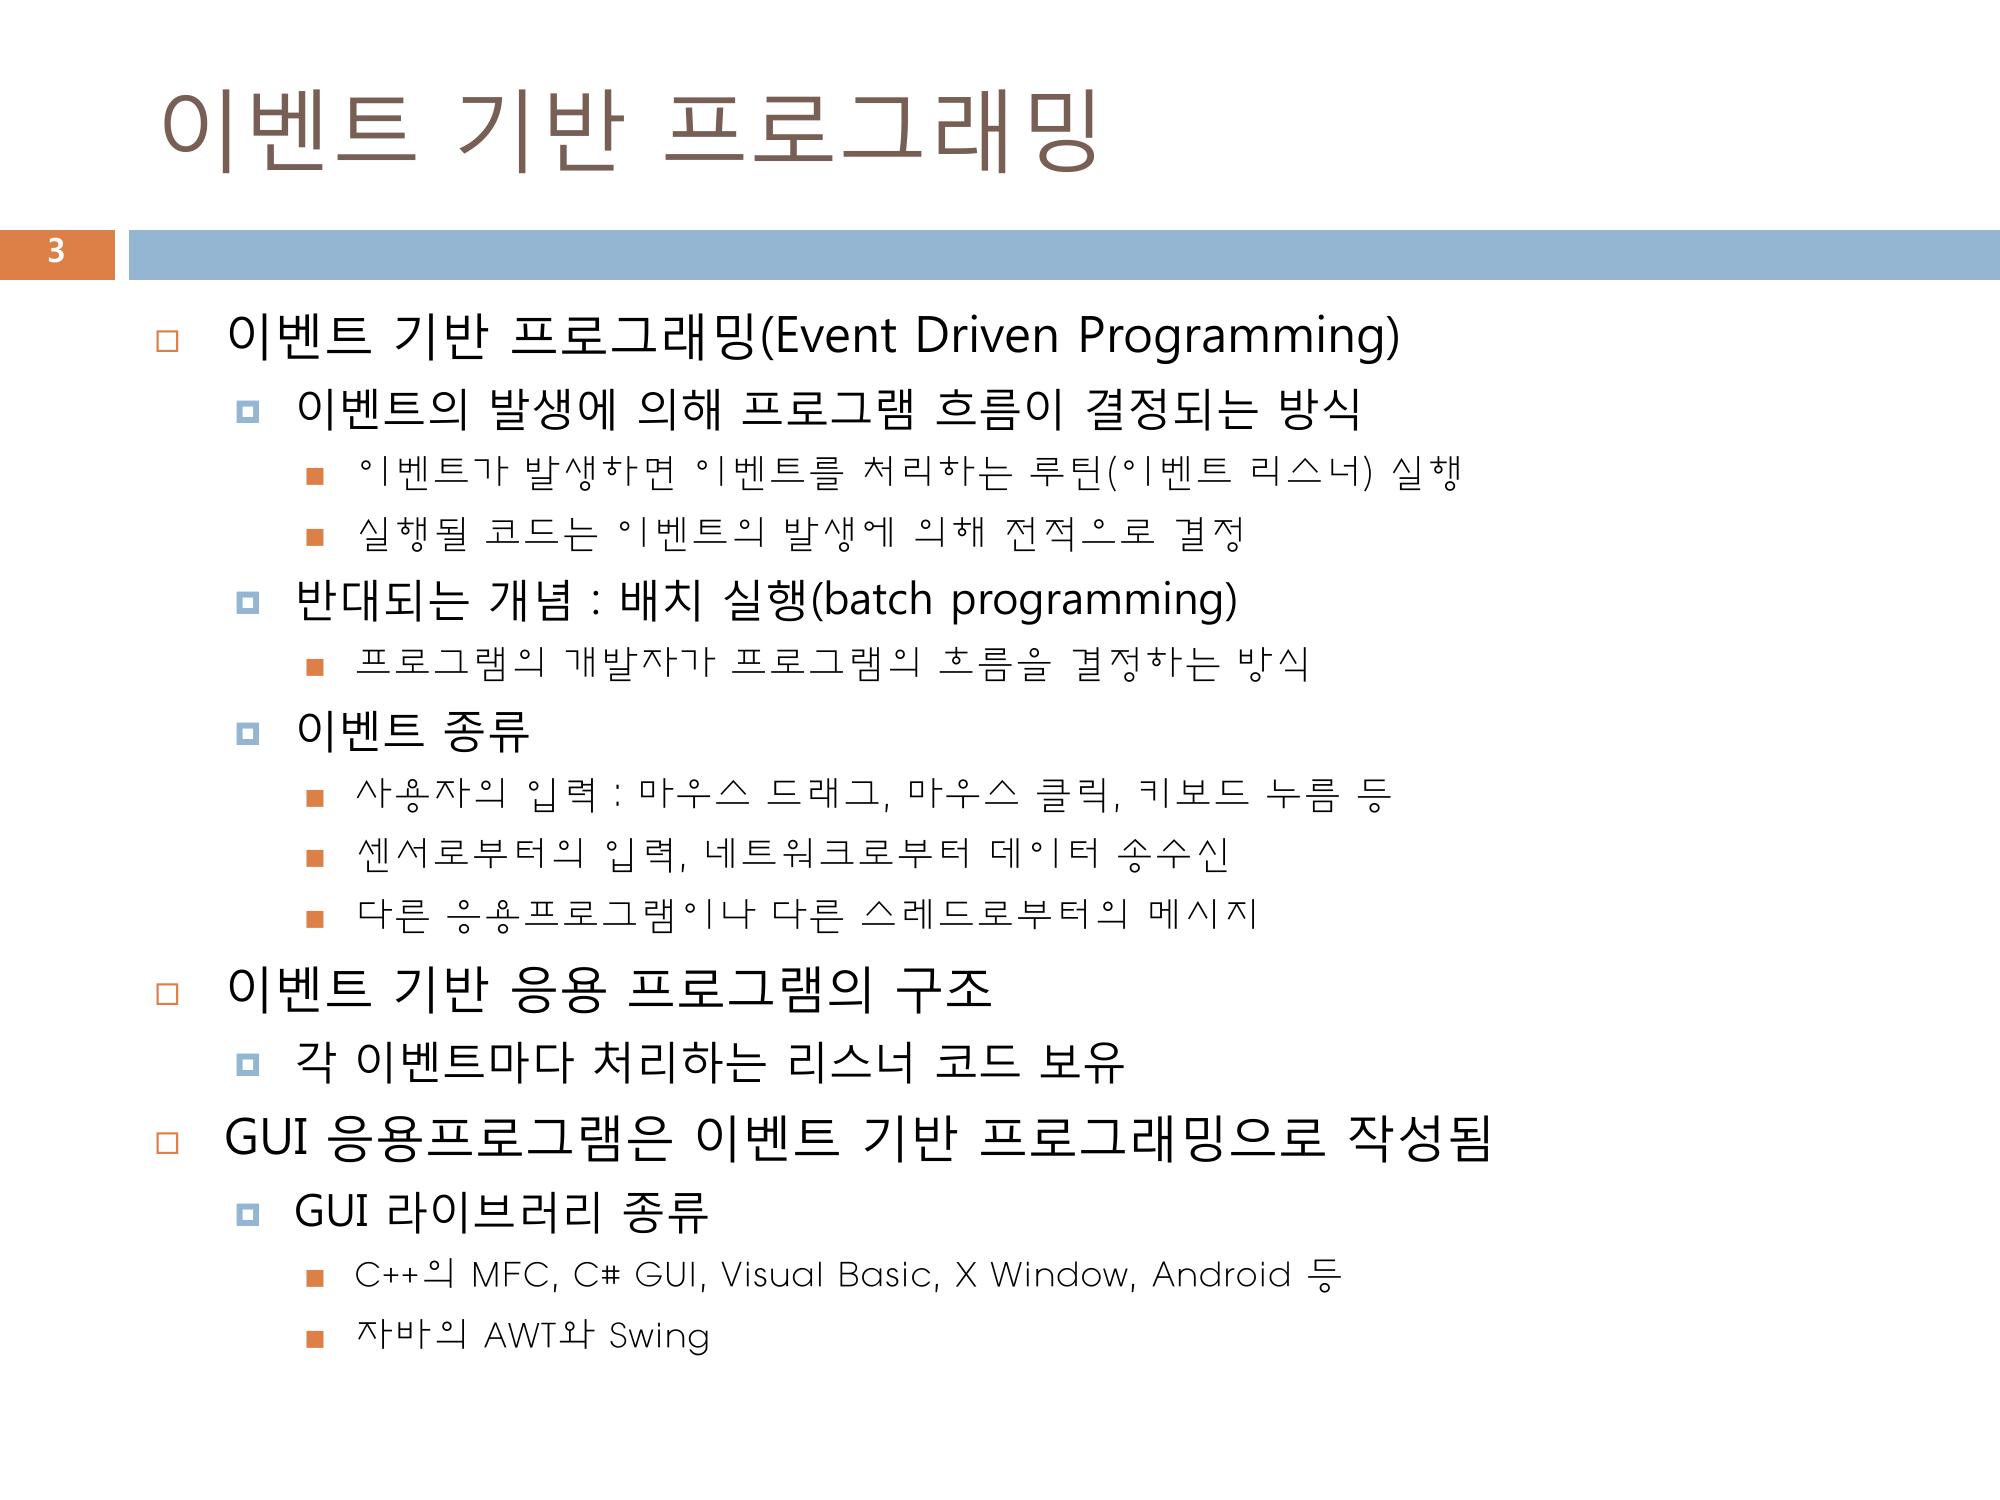 이벤트 기반 프로그래밍
3
이벤트 기반 프로그래밍(Event Driven Programming)
이벤트의 발생에 의해 프로그램 흐름이 결정되는 방식
이벤트가 발생하면 이벤트를 처리하는 루틴(이벤트 리스너) 실행
실행될 코드는 이벤트의 발생에 의해 전적으로 결정
반대되는 개념 : 배치 실행(batch programming)
프로그램의 개발자가 프로그램의 흐름을 결정하는 방식
이벤트 종류
사용자의 입력 : 마우스 드래그, 마우스 클릭, 키보드 누름 등
센서로부터의 입력, 네트워크로부터 데이터 송수신
다른 응용프로그램이나 다른 스레드로부터의 메시지
이벤트 기반 응용 프로그램의 구조
각 이벤트마다 처리하는 리스너 코드 보유
GUI 응용프로그램은 이벤트 기반 프로그래밍으로 작성됨
GUI 라이브러리 종류
C++의 MFC, C# GUI, Visual Basic, X Window, Android 등
자바의 AWT와 Swing